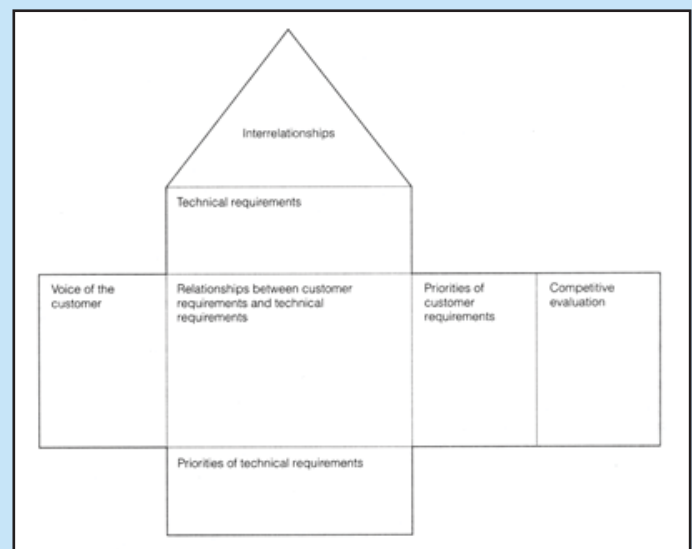 Interrelationships
Technical requirements
Voice of the
customer
Relationships between customer
requirements and technical
requirements
Priorities of
customer
requirements
Competitive
evaluation
Priorities of technical requirements